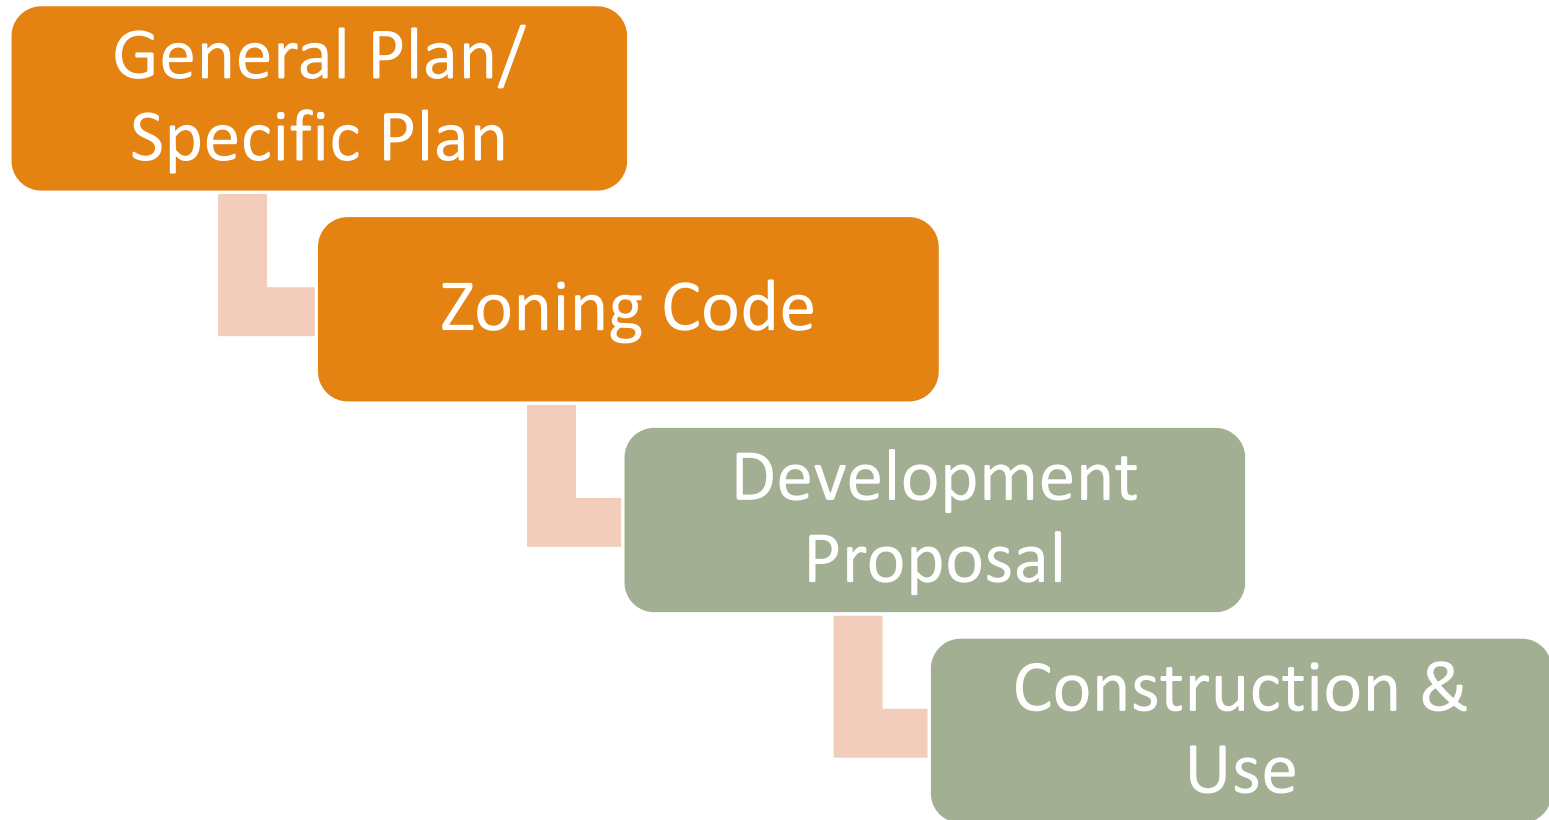 General Plan/
Specific Plan
Zoning Code
Development
Proposal
Construction &
Use